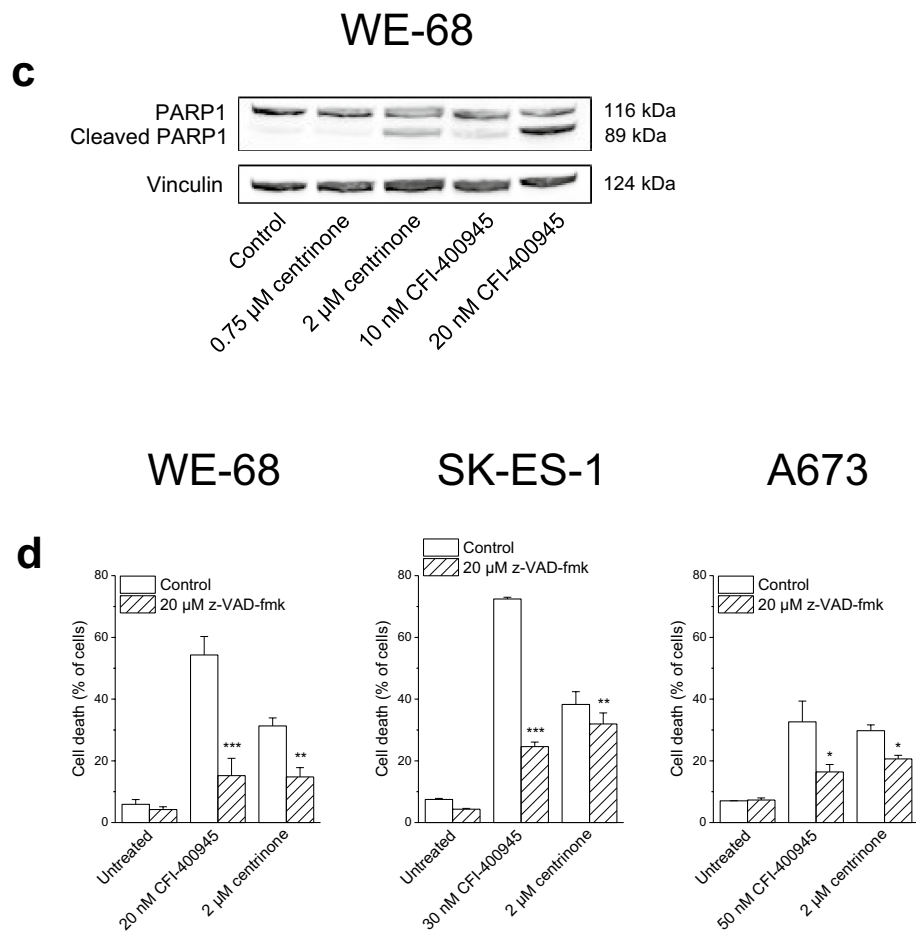 WE-68
c
PARP1
116 kDa
Cleaved PARP1
89 kDa
Vinculin
124 kDa
Control
0.75 µM centrinone
2 µM centrinone
10 nM CFI-400945
20 nM CFI-400945
WE-68
SK-ES-1
A673
d
Control
20 µM z-VAD-fmk
Cell death (% of cells)
80
60
40
20
0
***
**
Untreated
20 nM CFI-400945
2 µM centrinone
Control
20 µM z-VAD-fmk
Cell death (% of cells)
80
60
40
20
0
***
**
Untreated
30 nM CFI-400945
2 µM centrinone
Control
20 µM z-VAD-fmk
Cell death (% of cells)
80
60
40
20
0
*
*
Untreated
50 nM CFI-400945
2 µM centrinone